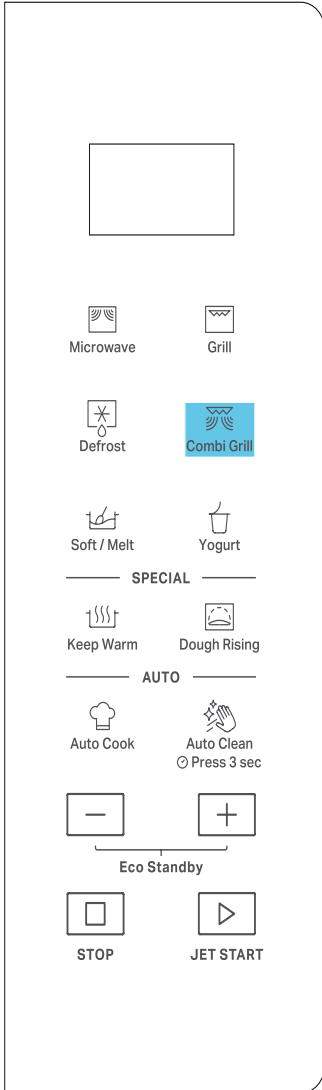 Microwave Grill
Defrost Combi Grill
Soft / Melt Yogurt
SPECIAL
Keep Warm Dough Rising
AUTO
Auto Cook Auto Clean
Press 3 sec
Eco Standby
STOP JET START